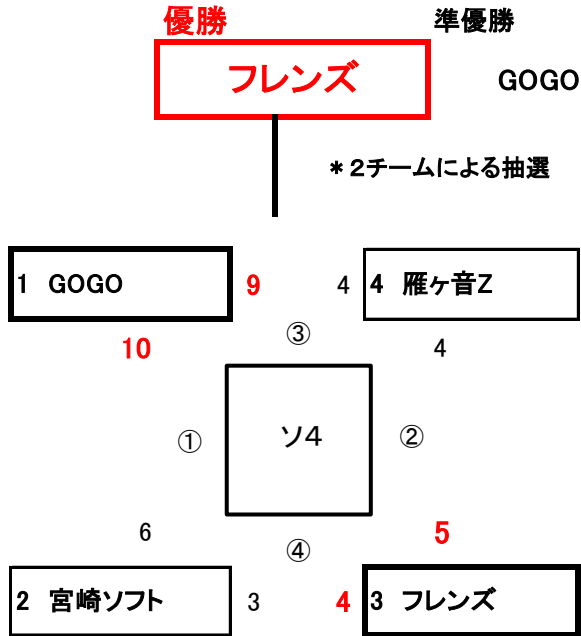 優勝 準優勝
フレンズ GOGO
＊２チームによる抽選
1 GOGO 9 4 4 雁ヶ音Z
③
10 4
① ソ4 ②
6 ④ 5
2 宮崎ソフト 3 4 3 フレンズ